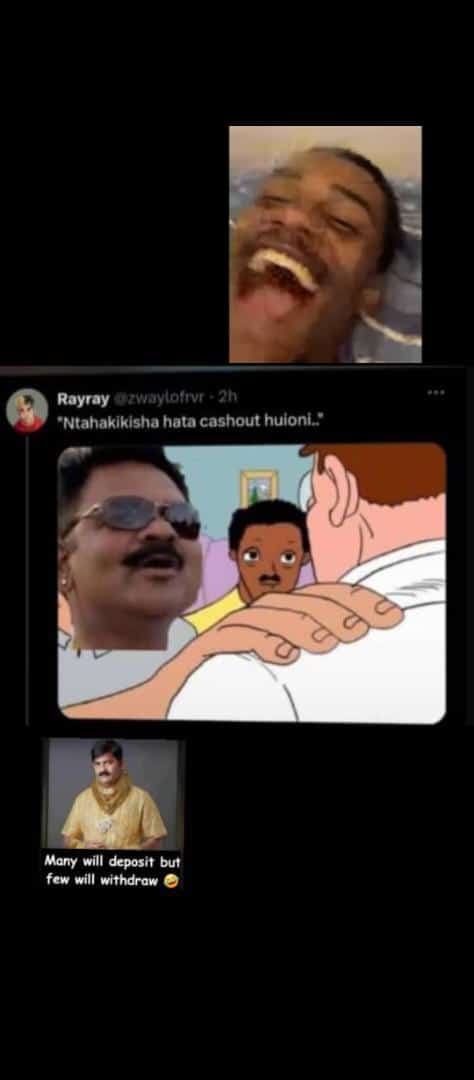 Rayray @zwaylofrvr · 2h
"Ntahakikisha hata cashout huioni.."
Many will deposit but
few will withdraw 🤣